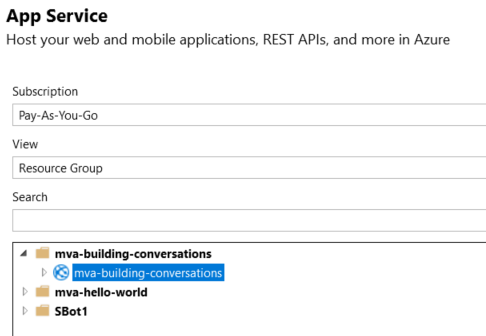 App Service
Host your web and mobile applications, REST APIs, and more in Azure
Subscription
Pay-As-You-Go
View
Resource Group
Search
mva-building-conversations
mva-building-conversations
mva-hello-world
SBot1